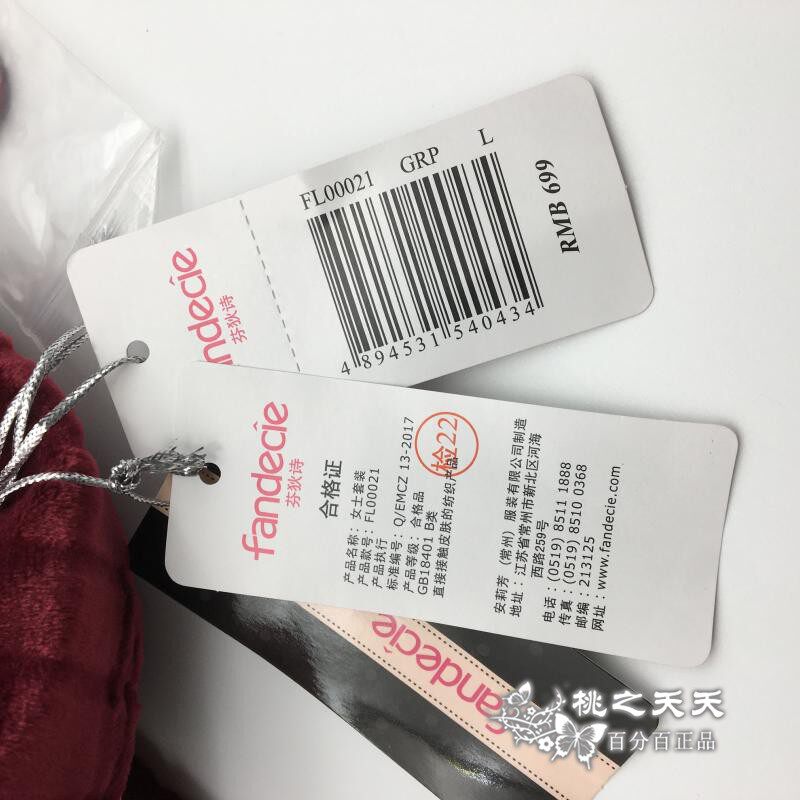 fandecie
芬狄诗
FL00021 GRP L
4 894531 540434
RMB 699
fandecie
芬狄诗
合格证
产品名称：女士套装
产品款号：FL00021
产品执行
标准编号：Q/EMCZ 13-2017
产品等级：合格品
GB18401 B类
直接接触皮肤的纺织产品
检22
安莉芳（常州）服装有限公司制造
地址：江苏省常州市新北区河海
西路259号
电话：(0519) 8511 1888
传真：(0519) 8510 0368
邮编：213125
网址：www.fandecie.com
fandecie
桃之夭夭
百分百正品